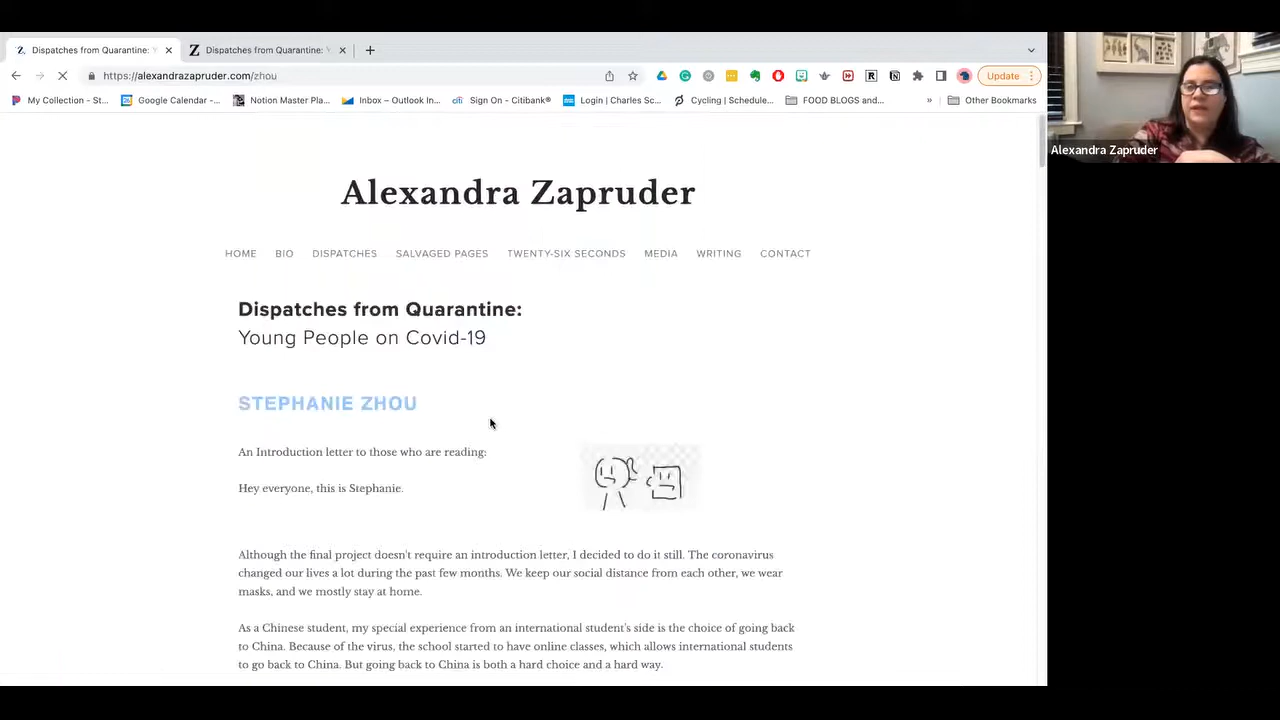 Dispatches from Quarantine: Y
Dispatches from Quarantine: Y
https://alexandrazapruder.com/zhou
Update
My Collection - St...
Google Calendar -...
Notion Master Pla...
Inbox – Outlook In...
Sign On - Citibank®
Login | Charles Sc...
Cycling | Schedule...
FOOD BLOGS and...
Other Bookmarks
Alexandra Zapruder
Alexandra Zapruder
HOME BIO DISPATCHES SALVAGED PAGES TWENTY-SIX SECONDS MEDIA WRITING CONTACT
Dispatches from Quarantine:
Young People on Covid-19
STEPHANIE ZHOU
An Introduction letter to those who are reading:
Hey everyone, this is Stephanie.
Although the final project doesn't require an introduction letter, I decided to do it still. The coronavirus
changed our lives a lot during the past few months. We keep our social distance from each other, we wear
masks, and we mostly stay at home.
As a Chinese student, my special experience from an international student's side is the choice of going back
to China. Because of the virus, the school started to have online classes, which allows international students
to go back to China. But going back to China is both a hard choice and a hard way.